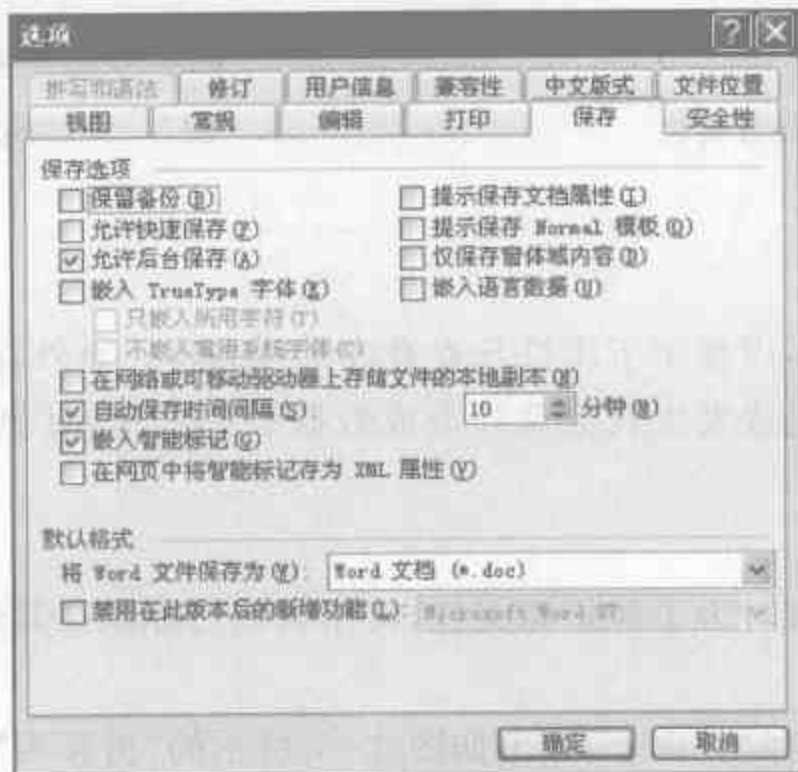 选项
拼写和语法 修订 用户信息 兼容性 中文版式 文件位置
视图 常规 编辑 打印 保存 安全性
保存选项
保留备份(B) 提示保存文档属性(I)
允许快速保存(F) 提示保存 Normal 模板(O)
允许后台保存(A) 仅保存窗体域内容(D)
嵌入 TrueType 字体(E) 嵌入语言数据(U)
只嵌入所用字符(T)
不嵌入常用系统字体(C)
在网络或可移动驱动器上存储文件的本地副本(N)
自动保存时间间隔(S) 10 分钟(M)
嵌入智能标记(G)
在网页中将智能标记存为 XML 属性(Y)
默认格式
将 Word 文件保存为(V): Word 文档 (*.doc)
禁用在此版本后的新增功能(L): Microsoft Word 97
确定 取消